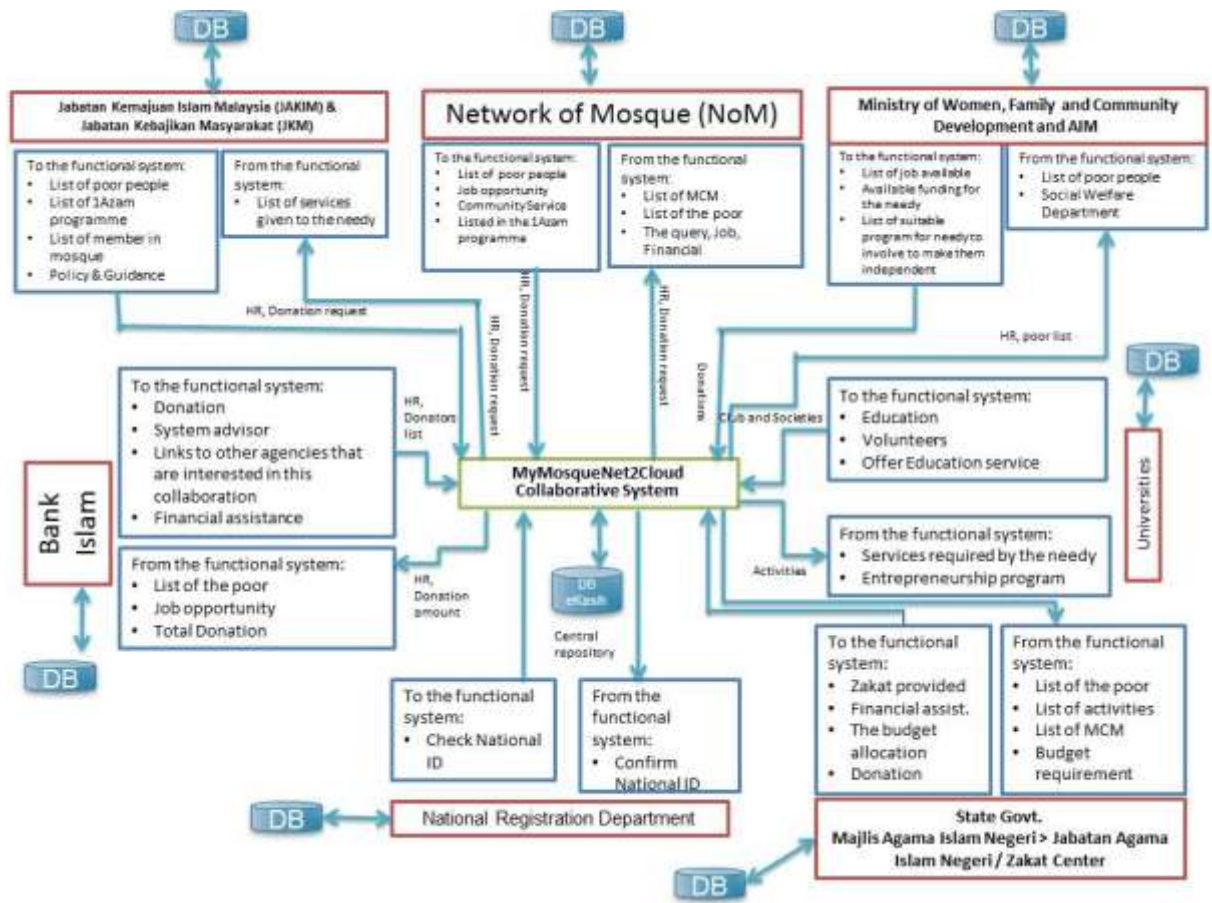 DB
DB
DB
Jabatan Kemajuan Islam Malaysia (JAKIM) &
Jabatan Kebajikan Masyarakat (JKM)
Network of Mosque (NoM)
Ministry of Women, Family and Community
Development and AIM
To the functional system:
• List of poor people
• List of 1Azam
programme
• List of member in
mosque
• Policy & Guidance
From the functional
system:
• List of services
given to the needy
To the functional system:
• List of poor people
• Job opportunity
• Community Service
• Listed in the 1Azam
programme
From the functional
system:
• List of MCM
• List of the poor
• The query, Job,
Financial
To the functional system:
• List of job available
• Available funding for
the needy
• List of suitable
program for needy to
involve to make them
independent
From the functional system:
• List of poor people
• Social Welfare
Department
HR, Donation request
HR, Donation request
HR, Donation request
HR, Donation request
Donations
HR, poor list
DB
To the functional system:
• Donation
• System advisor
• Links to other agencies that
are interested in this
collaboration
• Financial assistance
HR,
Donators
list
Club and Societies
To the functional system:
• Education
• Volunteers
• Offer Education service
MyMosqueNet2Cloud
Collaborative System
Bank
Islam
Universities
From the functional system:
• List of the poor
• Job opportunity
• Total Donation
HR,
Donation
amount
DB
eKasih
Central
repository
Activities
From the functional system:
• Services required by the needy
• Entrepreneurship program
DB
To the functional
system:
• Check National
ID
From the
functional
system:
• Confirm
National ID
To the functional
system:
• Zakat provided
• Financial assist.
• The budget
allocation
• Donation
From the functional
system:
• List of the poor
• List of activities
• List of MCM
• Budget
requirement
DB
National Registration Department
State Govt.
Majlis Agama Islam Negeri > Jabatan Agama
Islam Negeri / Zakat Center
DB